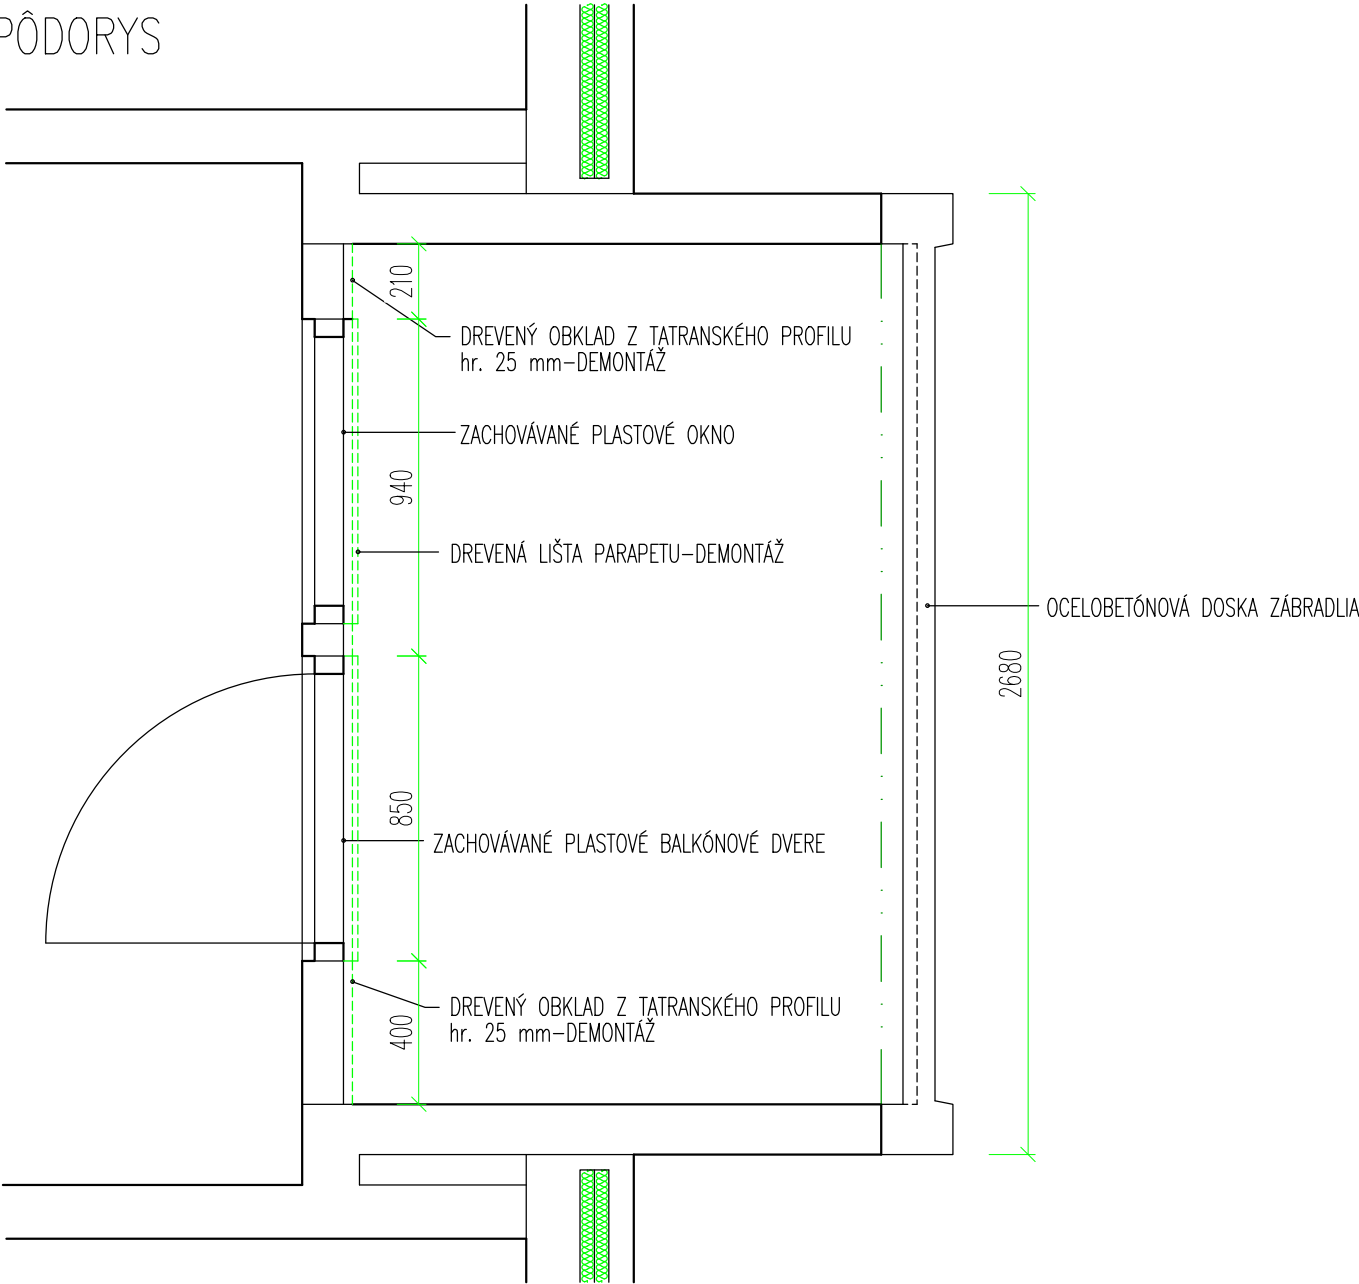 PÔDORYS
210
DREVENÝ OBKLAD Z TATRANSKÉHO PROFILU
hr. 25 mm-DEMONTÁŽ
ZACHOVÁVANÉ PLASTOVÉ OKNO
940
DREVENÁ LIŠTA PARAPETU-DEMONTÁŽ
OCELOBETÓNOVÁ DOSKA ZÁBRADLIA
2680
850
ZACHOVÁVANÉ PLASTOVÉ BALKÓNOVÉ DVERE
DREVENÝ OBKLAD Z TATRANSKÉHO PROFILU
hr. 25 mm-DEMONTÁŽ
400